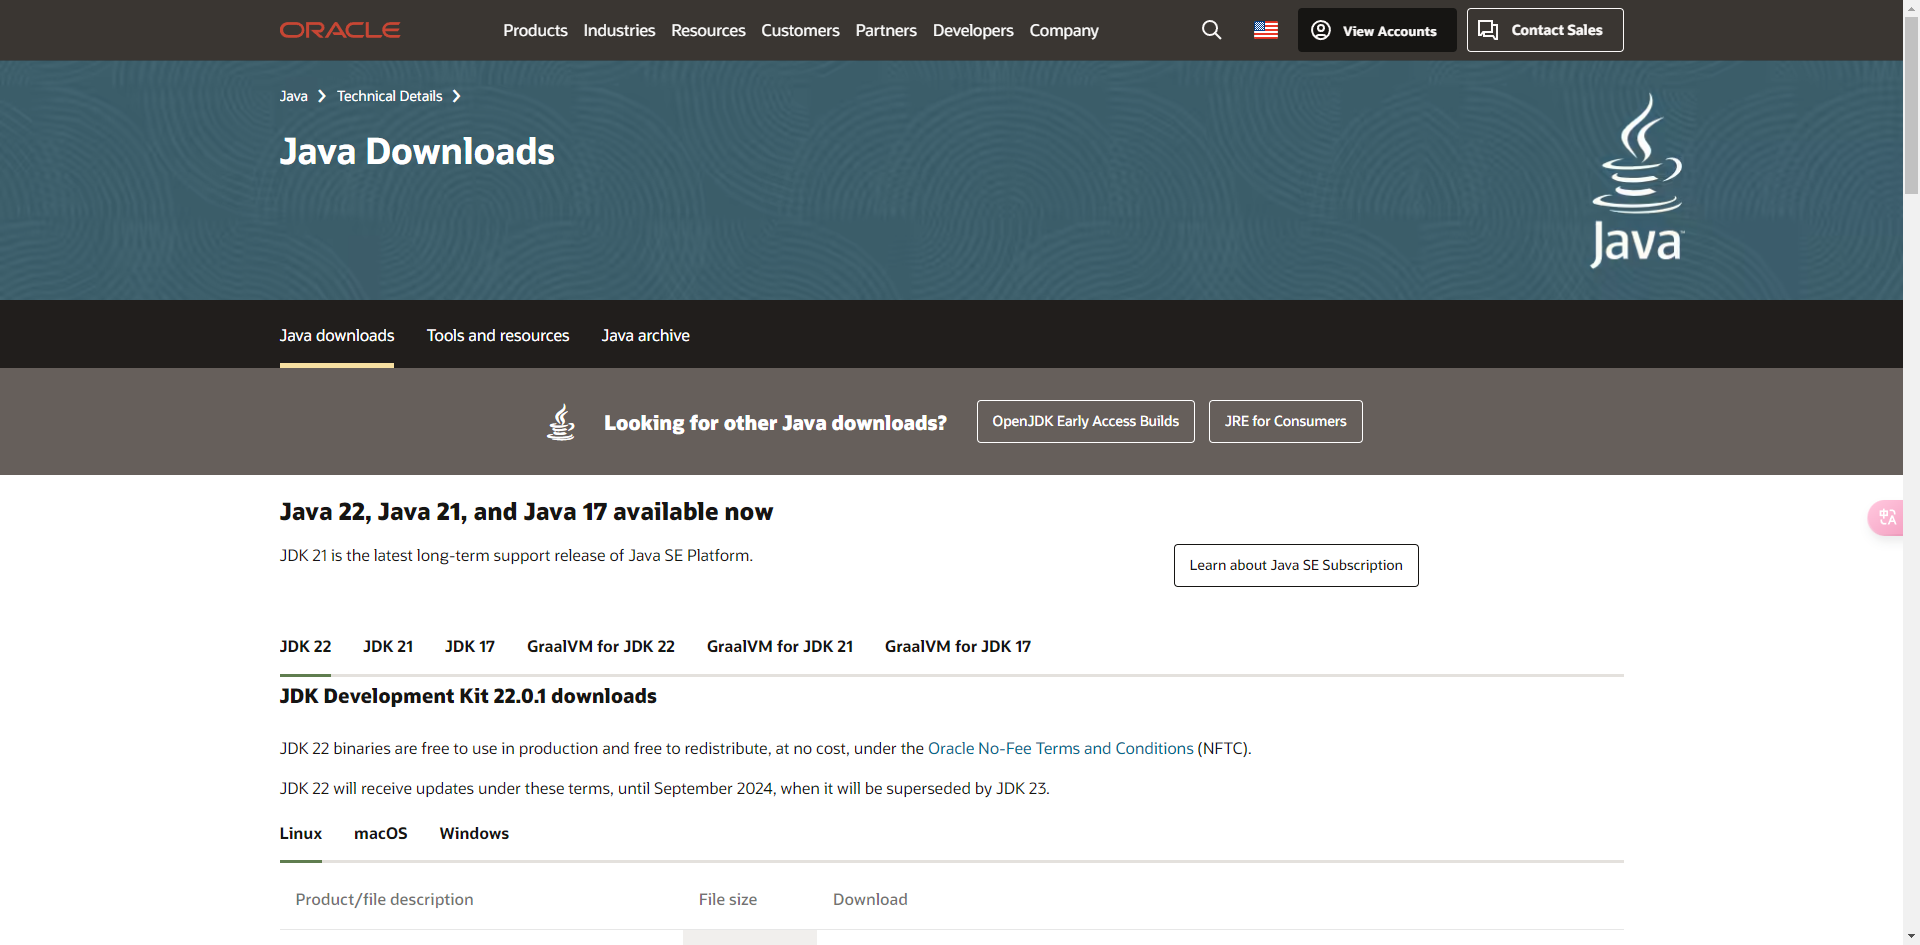 ORACLE
Products Industries Resources Customers Partners Developers Company
View Accounts
Contact Sales
Java Technical Details
Java Downloads
Java
Java downloads Tools and resources Java archive
Looking for other Java downloads?
OpenJDK Early Access Builds
JRE for Consumers
Java 22, Java 21, and Java 17 available now
JDK 21 is the latest long-term support release of Java SE Platform.
Learn about Java SE Subscription
JDK 22 JDK 21 JDK 17 GraalVM for JDK 22 GraalVM for JDK 21 GraalVM for JDK 17
JDK Development Kit 22.0.1 downloads
JDK 22 binaries are free to use in production and free to redistribute, at no cost, under the Oracle No-Fee Terms and Conditions (NFTC).
JDK 22 will receive updates under these terms, until September 2024, when it will be superseded by JDK 23.
Linux macOS Windows
Product/file description File size Download